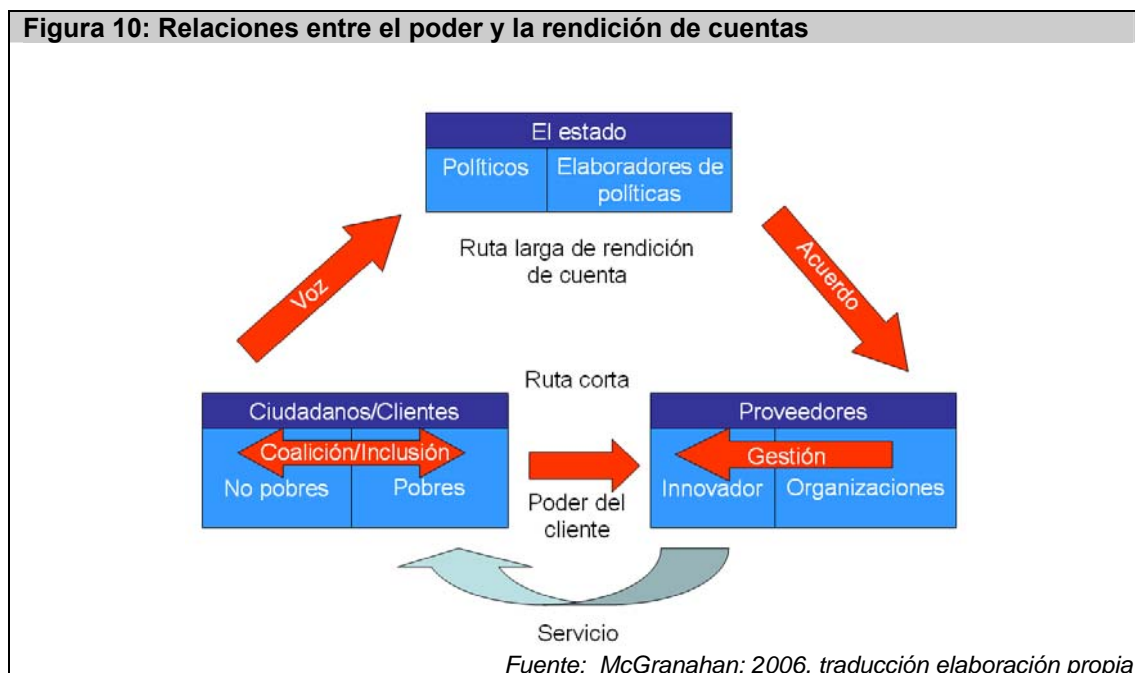 Figura 10: Relaciones entre el poder y la rendición de cuentas
El estado
Políticos
Elaboradores de
políticas
Ruta larga de rendición
de cuenta
Voz
Acuerdo
Ruta corta
Ciudadanos/Clientes
Coalición/Inclusión
No pobres
Pobres
Poder del
cliente
Proveedores
Gestión
Innovador
Organizaciones
Servicio
Fuente: McGranahan: 2006, traducción elaboración propia